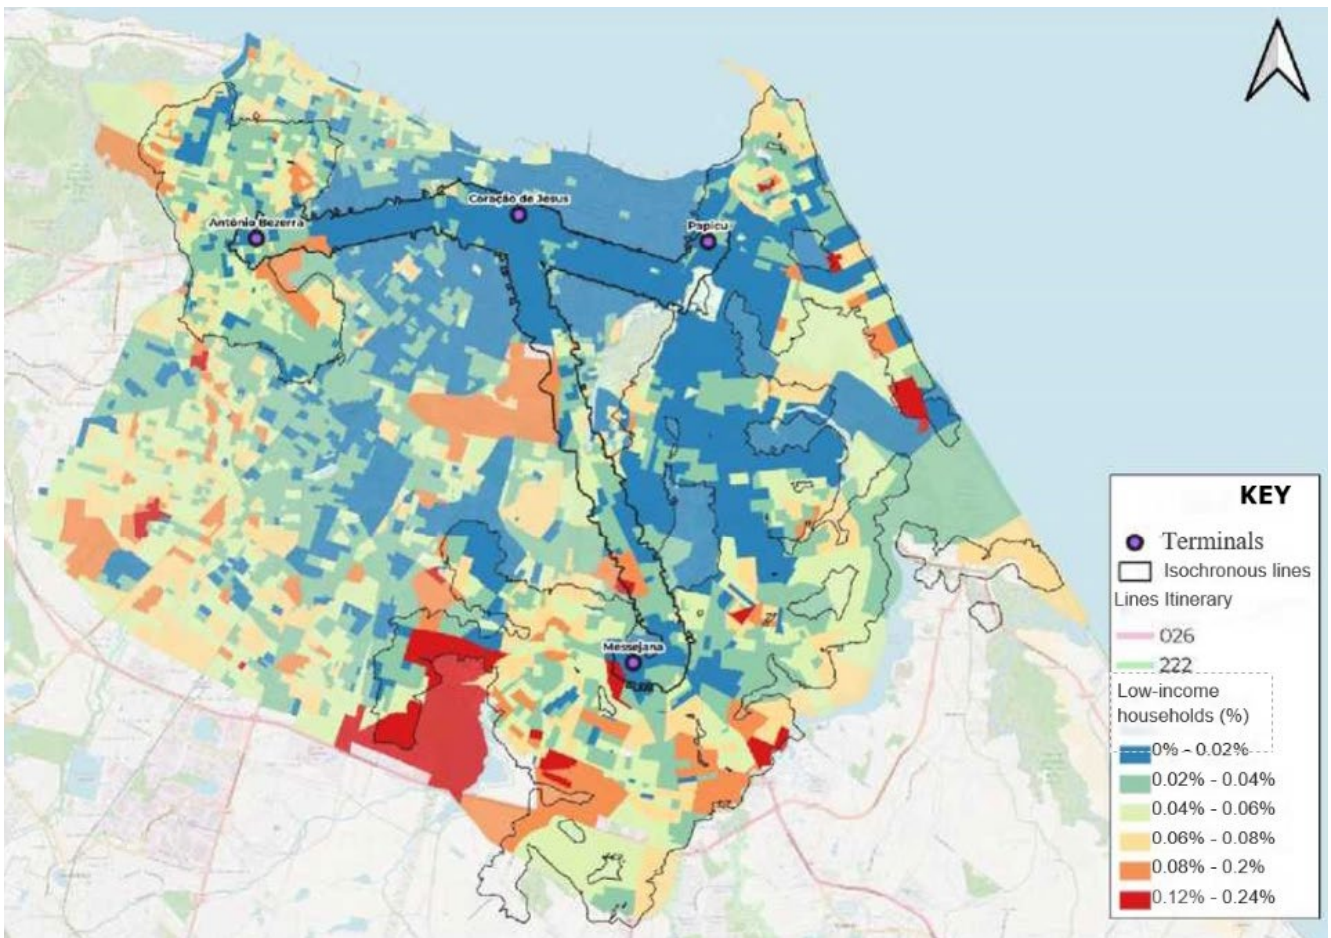 Coração de Jesus
Antônio Bezerra
Papicu
Messejana
KEY
Terminals
Isochronous lines
Lines Itinerary
026
222
Low-income
households (%)
0% - 0.02%
0.02% - 0.04%
0.04% - 0.06%
0.06% - 0.08%
0.08% - 0.2%
0.12% - 0.24%